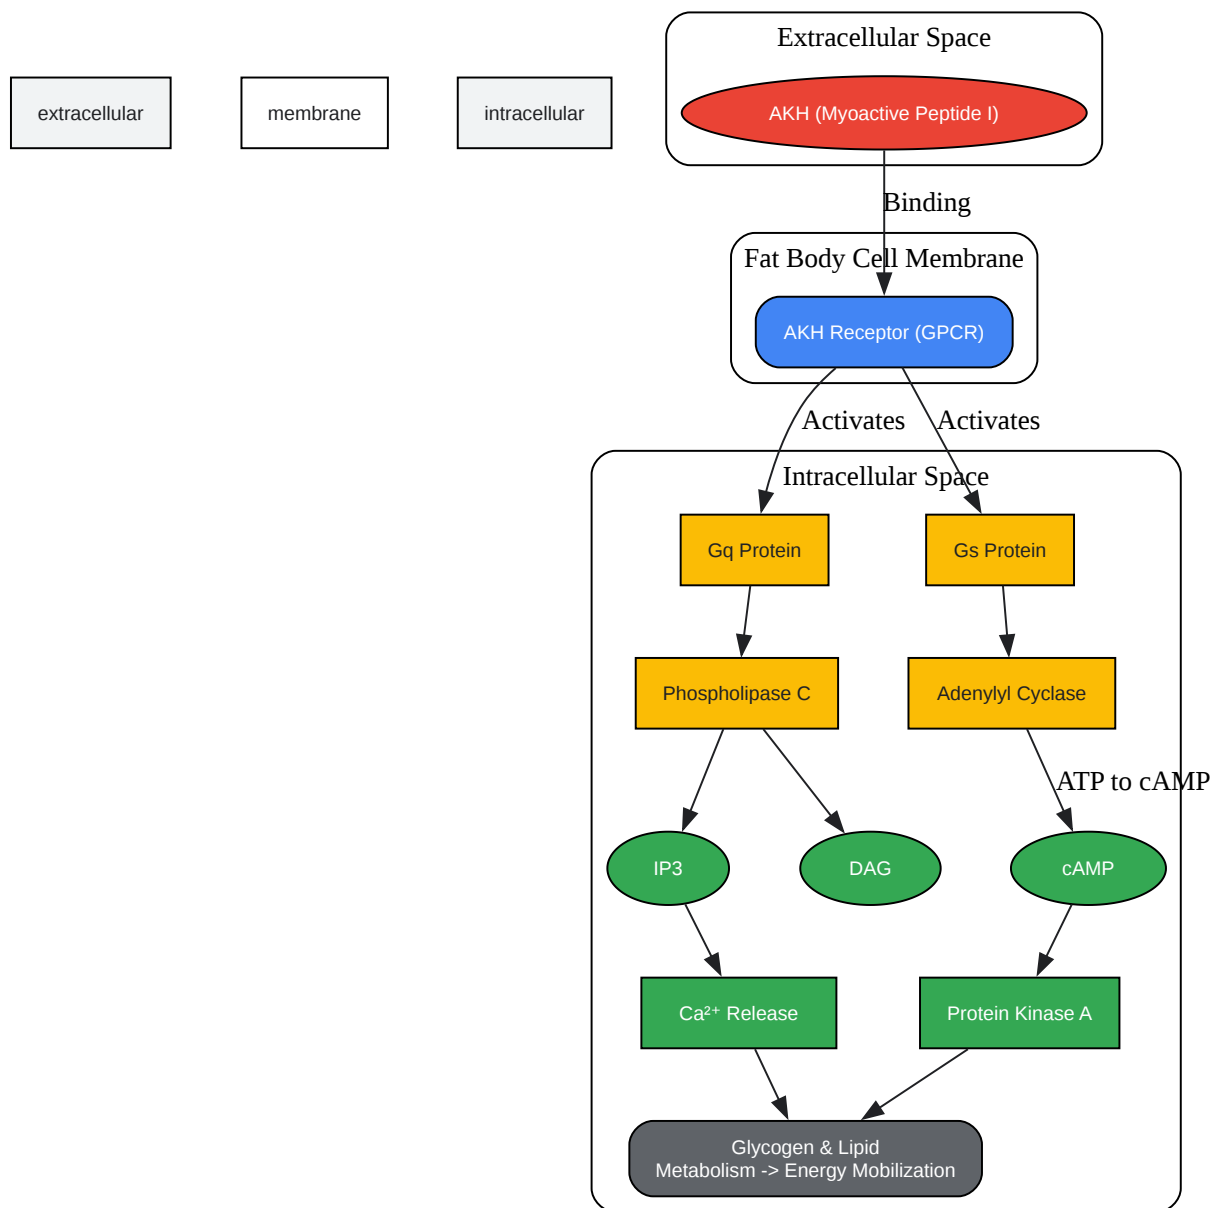 Extracellular Space
extracellular
membrane
intracellular
AKH (Myoactive Peptide I)
Binding
Fat Body Cell Membrane
AKH Receptor (GPCR)
Activates
Activates
Intracellular Space
Gq Protein
Gs Protein
Phospholipase C
Adenylyl Cyclase
ATP to cAMP
IP3
DAG
cAMP
Ca²⁺ Release
Protein Kinase A
Glycogen & Lipid
Metabolism -> Energy Mobilization